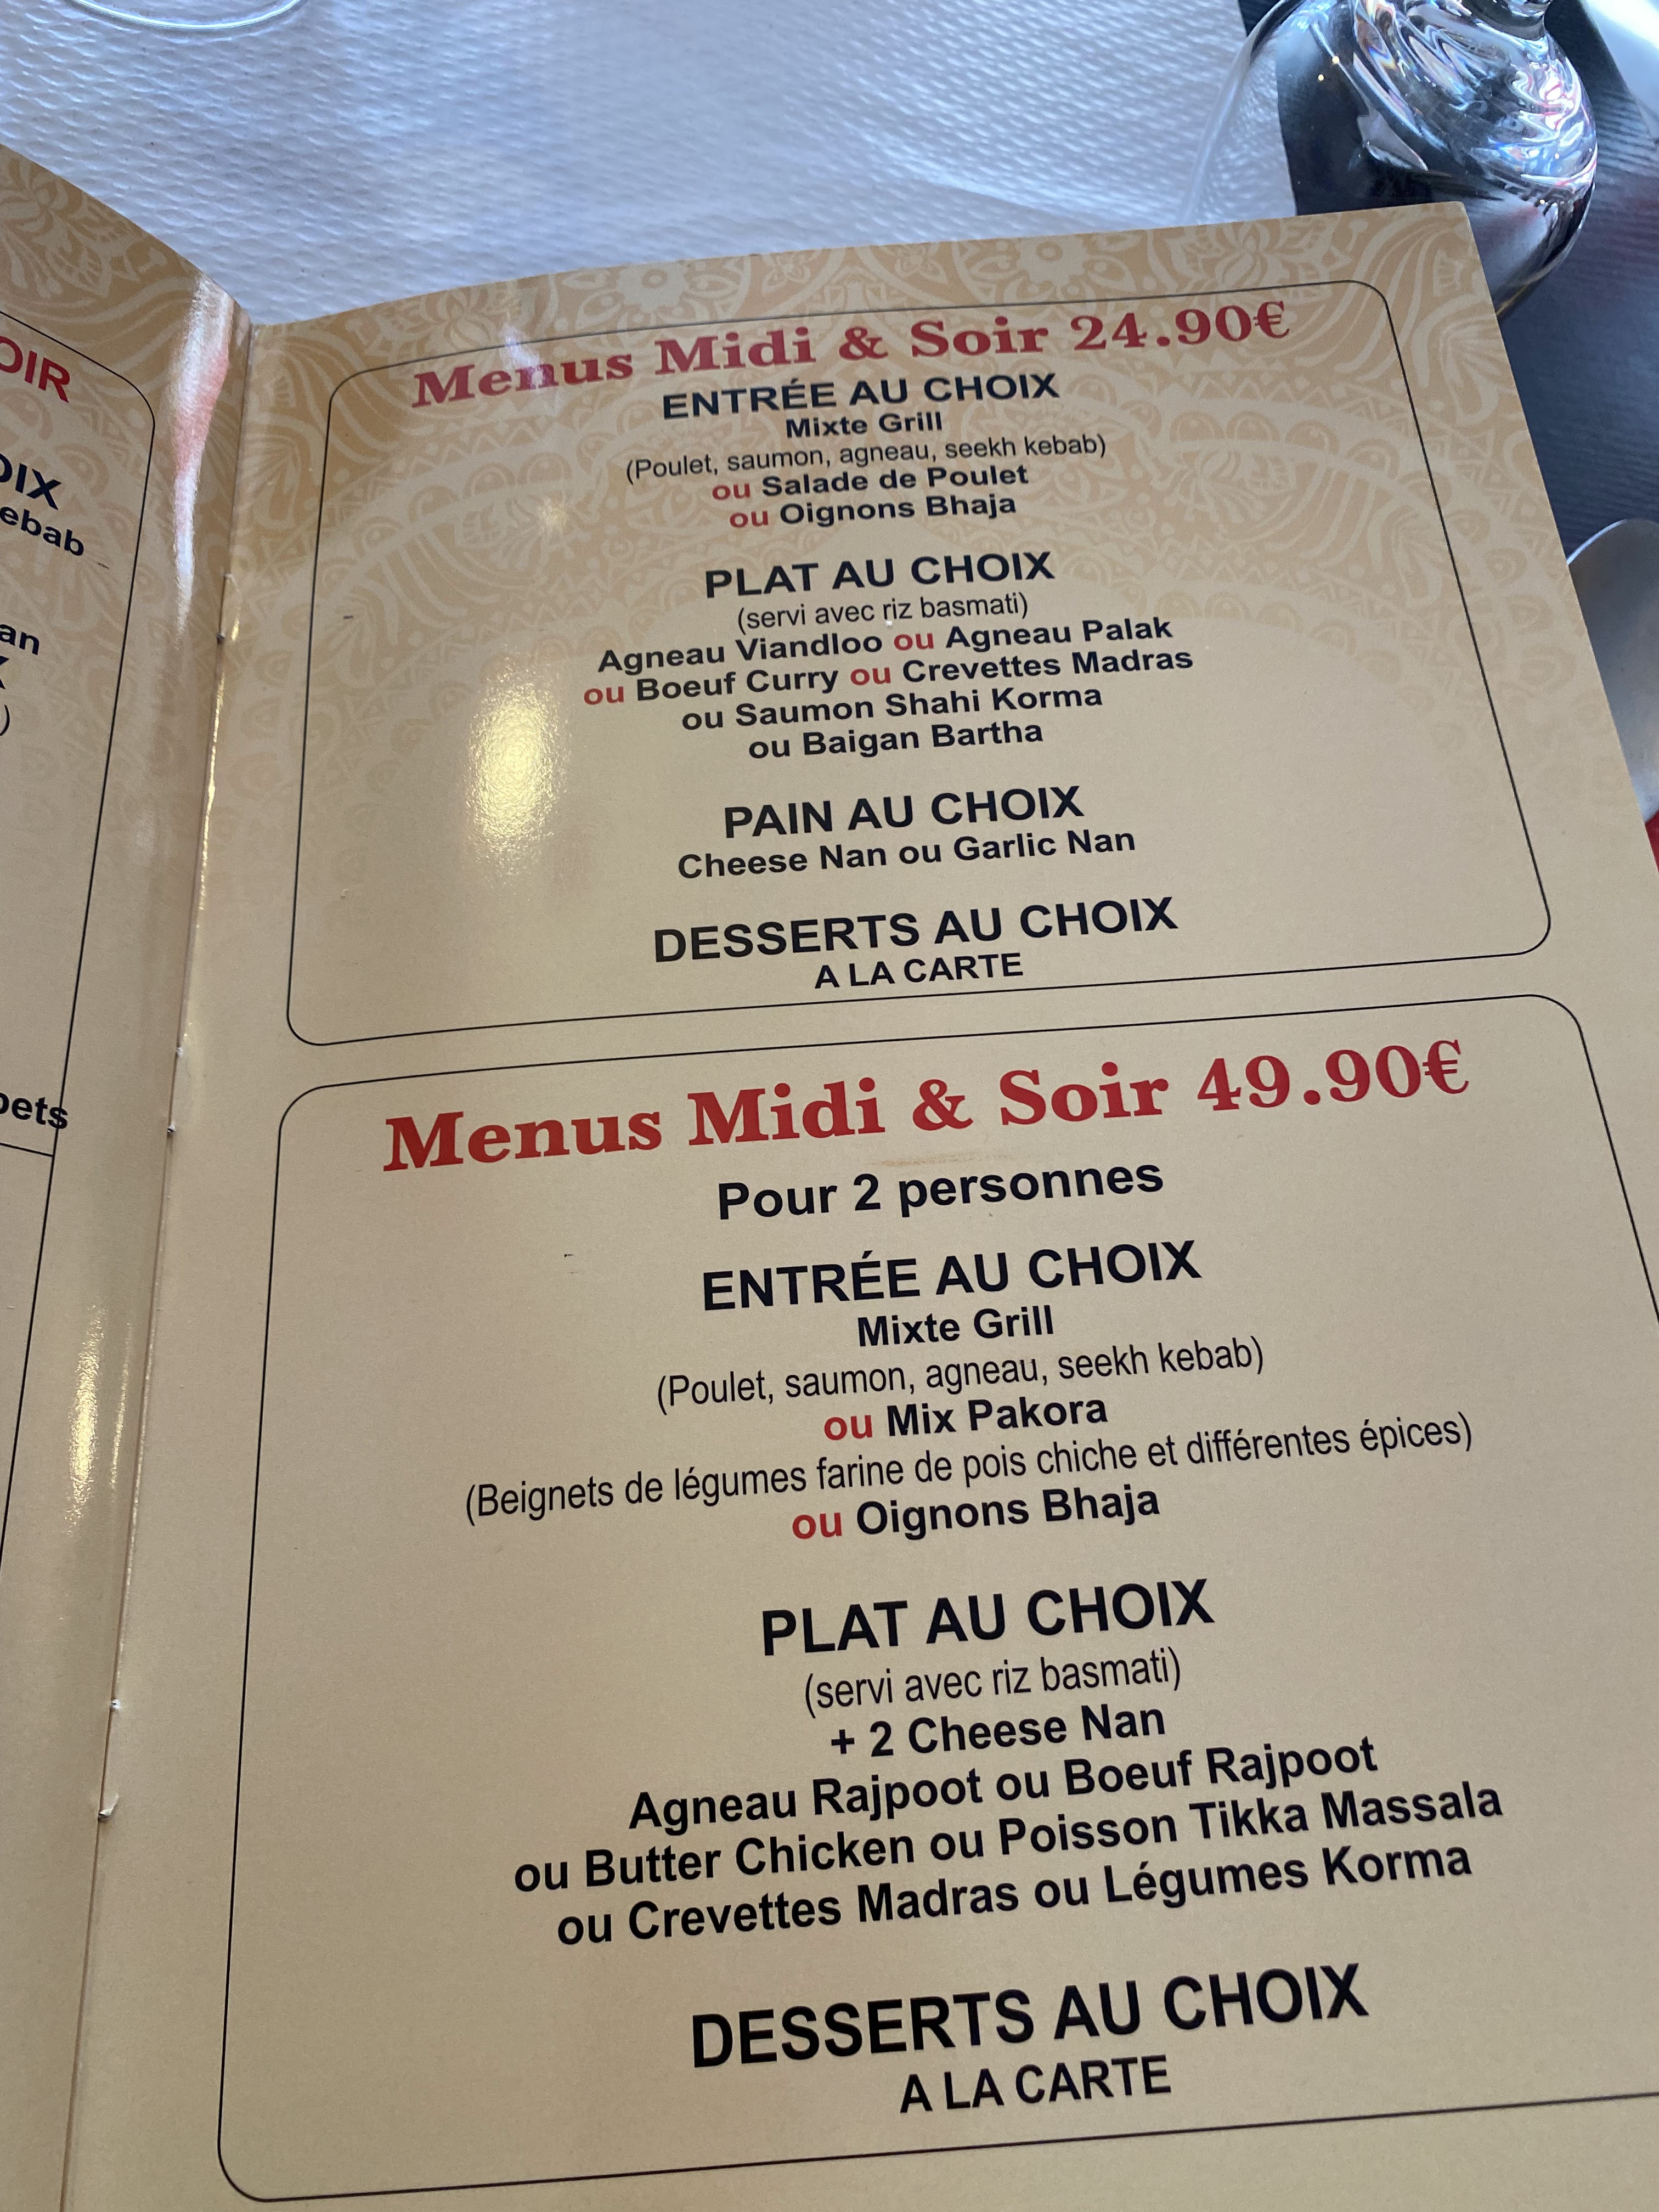 OIR
OIX
ebab
an
X
)
pets
Menus Midi & Soir 24.90€
ENTRÉE AU CHOIX
Mixte Grill
(Poulet, saumon, agneau, seekh kebab)
ou Salade de Poulet
ou Oignons Bhaja
PLAT AU CHOIX
(servi avec riz basmati)
Agneau Viandloo ou Agneau Palak
ou Boeuf Curry ou Crevettes Madras
ou Saumon Shahi Korma
ou Baigan Bartha
PAIN AU CHOIX
Cheese Nan ou Garlic Nan
DESSERTS AU CHOIX
A LA CARTE
Menus Midi & Soir 49.90€
Pour 2 personnes
ENTRÉE AU CHOIX
Mixte Grill
(Poulet, saumon, agneau, seekh kebab)
ou Mix Pakora
(Beignets de légumes farine de pois chiche et différentes épices)
ou Oignons Bhaja
PLAT AU CHOIX
(servi avec riz basmati)
+ 2 Cheese Nan
Agneau Rajpoot ou Boeuf Rajpoot
ou Butter Chicken ou Poisson Tikka Massala
ou Crevettes Madras ou Légumes Korma
DESSERTS AU CHOIX
A LA CARTE